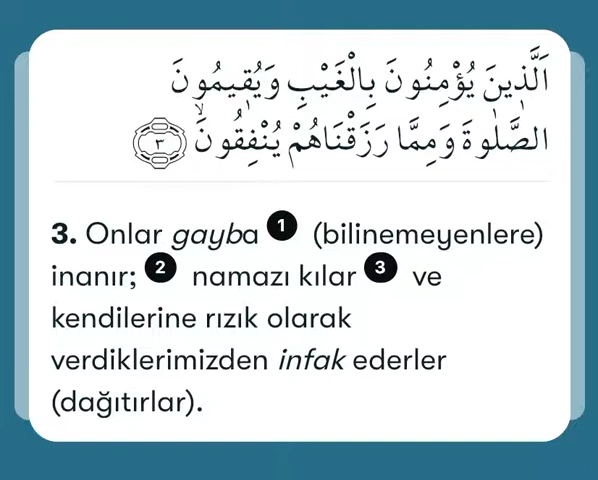 اَلَّذ۪ينَ يُؤْمِنُونَ بِالْغَيْبِ وَيُق۪يمُونَ
الصَّلٰوةَ وَمِمَّا رَزَقْنَاهُمْ يُنْفِقُونَۙ ٣
3. Onlar gayba 1 (bilinemeyenlere)
inanır; 2 namazı kılar 3 ve
kendilerine rızık olarak
verdiklerimizden infak ederler
(dağıtırlar).